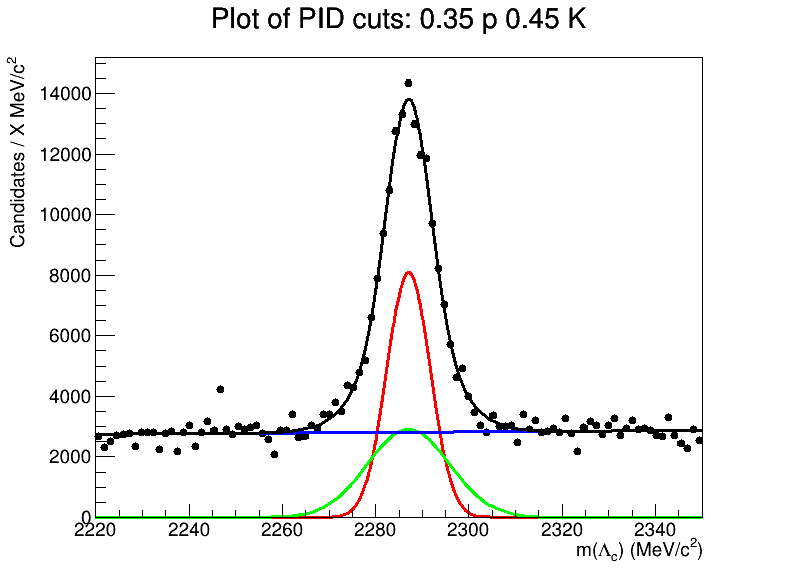 Plot of PID cuts: 0.35 p 0.45 K
Candidates / X MeV/c²
14000
12000
10000
8000
6000
4000
2000
0
2220 2240 2260 2280 2300 2320 2340
m(Λc) (MeV/c²)